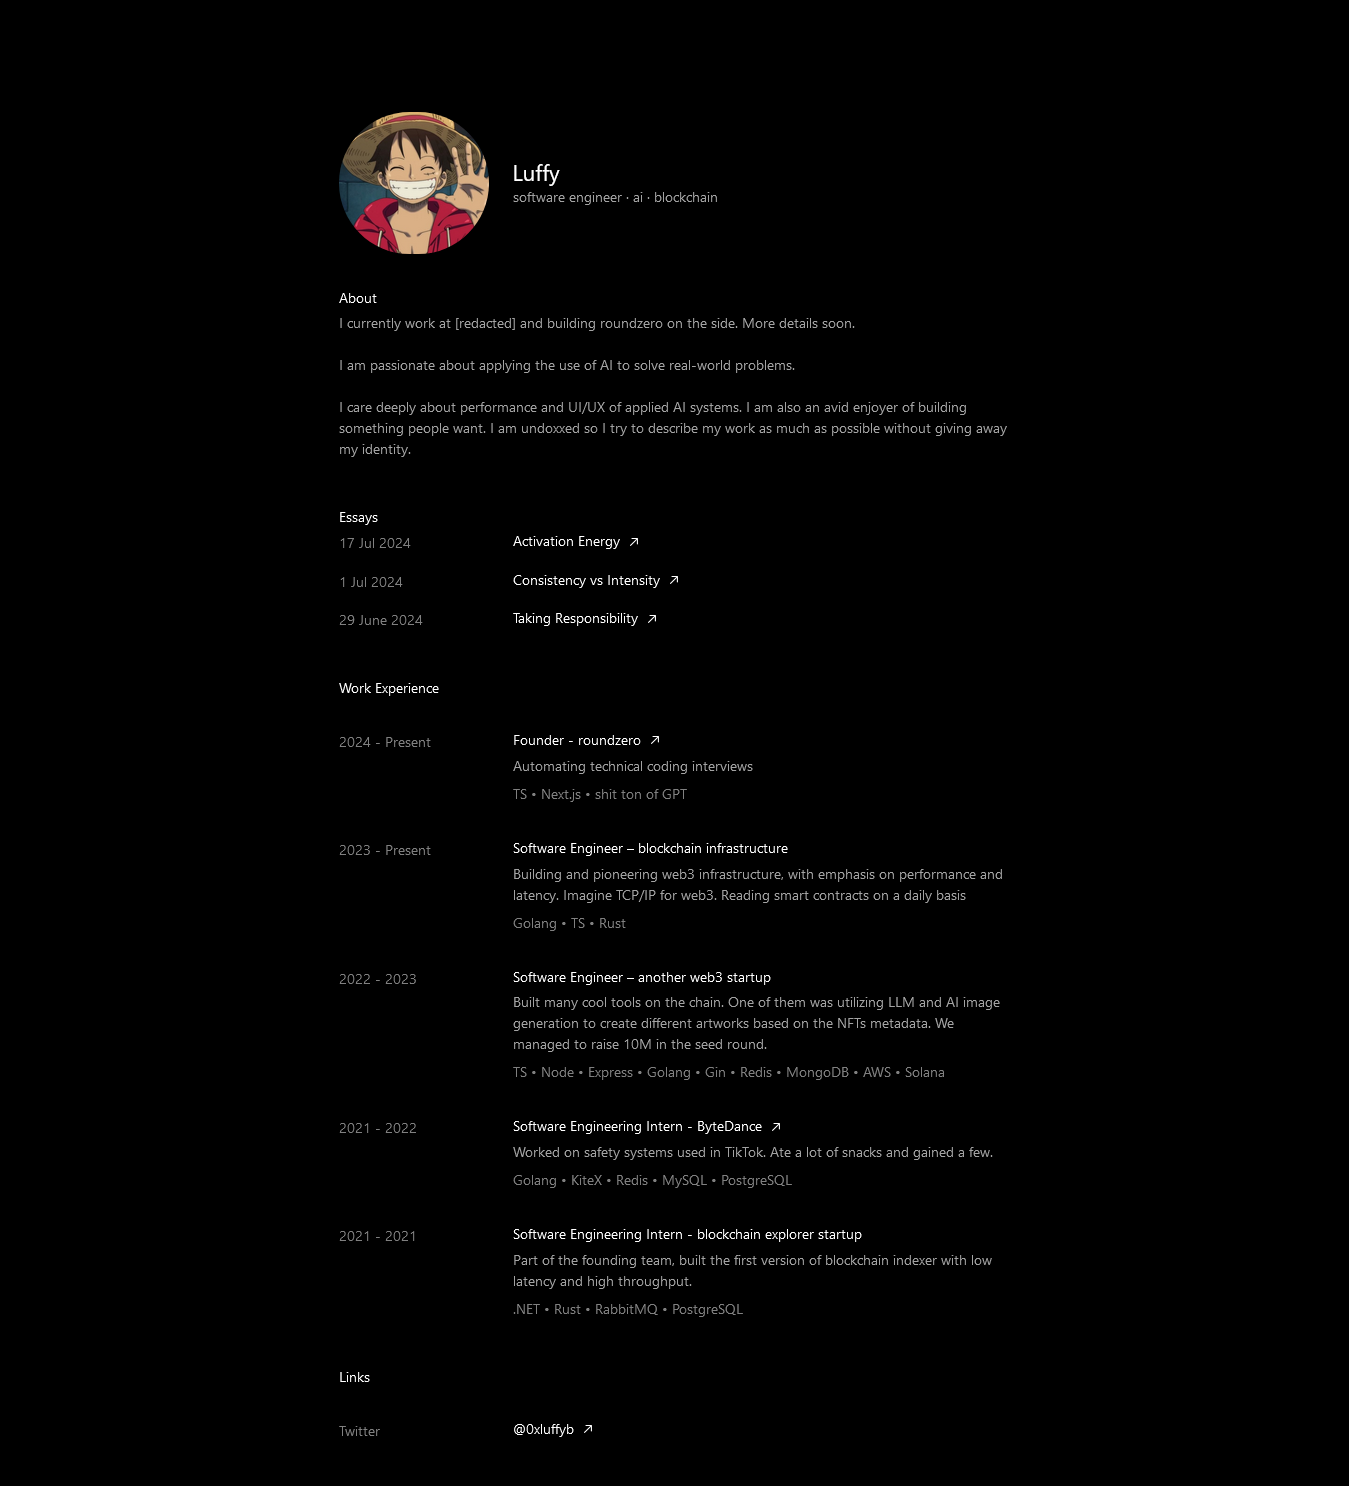 Luffy
software engineer · ai · blockchain
About
I currently work at [redacted] and building roundzero on the side. More details soon.
I am passionate about applying the use of AI to solve real-world problems.
I care deeply about performance and UI/UX of applied AI systems. I am also an avid enjoyer of building
something people want. I am undoxxed so I try to describe my work as much as possible without giving away
my identity.
Essays
17 Jul 2024 Activation Energy ↗
1 Jul 2024 Consistency vs Intensity ↗
29 June 2024 Taking Responsibility ↗
Work Experience
2024 - Present Founder - roundzero ↗
Automating technical coding interviews
TS • Next.js • shit ton of GPT
2023 - Present Software Engineer – blockchain infrastructure
Building and pioneering web3 infrastructure, with emphasis on performance and
latency. Imagine TCP/IP for web3. Reading smart contracts on a daily basis
Golang • TS • Rust
2022 - 2023 Software Engineer – another web3 startup
Built many cool tools on the chain. One of them was utilizing LLM and AI image
generation to create different artworks based on the NFTs metadata. We
managed to raise 10M in the seed round.
TS • Node • Express • Golang • Gin • Redis • MongoDB • AWS • Solana
2021 - 2022 Software Engineering Intern - ByteDance ↗
Worked on safety systems used in TikTok. Ate a lot of snacks and gained a few.
Golang • KiteX • Redis • MySQL • PostgreSQL
2021 - 2021 Software Engineering Intern - blockchain explorer startup
Part of the founding team, built the first version of blockchain indexer with low
latency and high throughput.
.NET • Rust • RabbitMQ • PostgreSQL
Links
Twitter @0xluffyb ↗